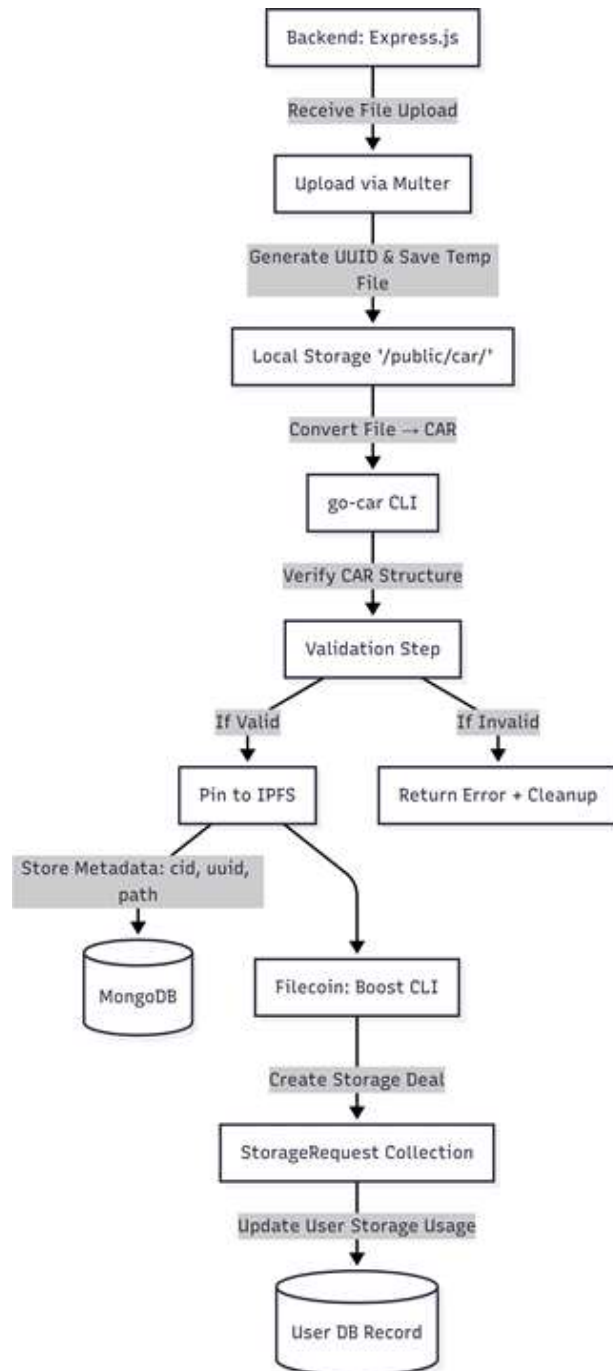 Backend: Express.js
Receive File Upload
Upload via Multer
Generate UUID & Save Temp
File
Local Storage '/public/car/'
Convert File → CAR
go-car CLI
Verify CAR Structure
Validation Step
If Valid
If Invalid
Pin to IPFS
Return Error + Cleanup
Store Metadata: cid, uuid,
path
MongoDB
Filecoin: Boost CLI
Create Storage Deal
StorageRequest Collection
Update User Storage Usage
User DB Record